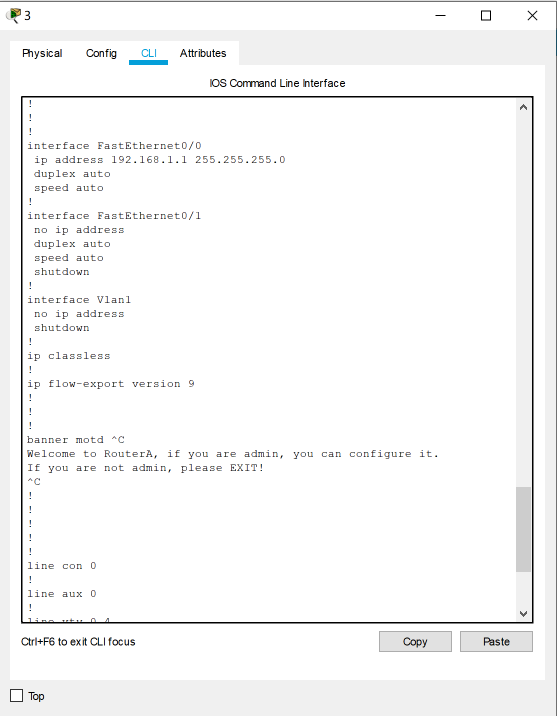 3
Physical Config CLI Attributes
IOS Command Line Interface
!
!
!
interface FastEthernet0/0
ip address 192.168.1.1 255.255.255.0
duplex auto
speed auto
!
interface FastEthernet0/1
no ip address
duplex auto
speed auto
shutdown
!
interface Vlan1
no ip address
shutdown
!
ip classless
!
ip flow-export version 9
!
!
!
banner motd ^C
Welcome to RouterA, if you are admin, you can configure it.
If you are not admin, please EXIT!
^C
!
!
!
!
!
line con 0
!
line aux 0
!
line vty 0 4
Ctrl+F6 to exit CLI focus
Copy Paste
Top